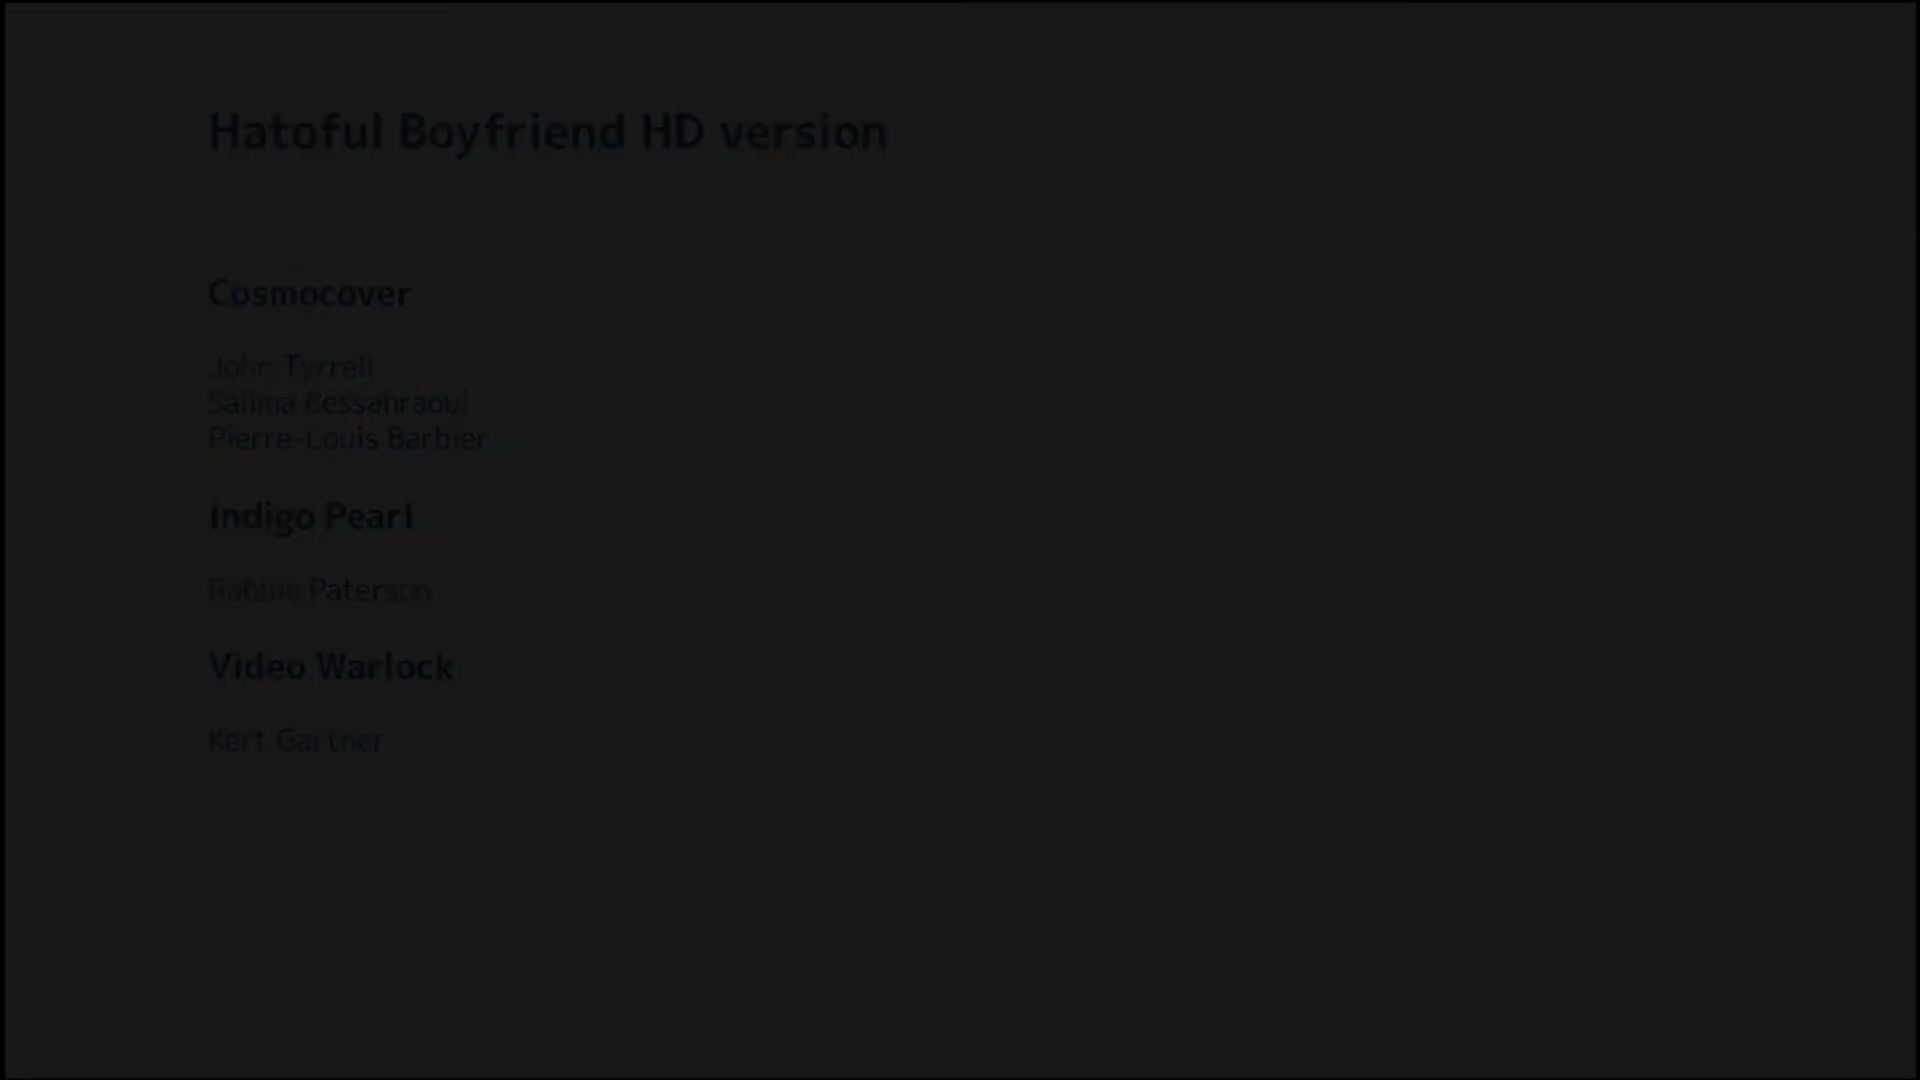 Hatoful Boyfriend HD version
Cosmocover
John Tyrrell
Salima Bessahraoui
Pierre-Louis Barbier
Indigo Pearl
Robbie Paterson
Video Warlock
Kert Gartner